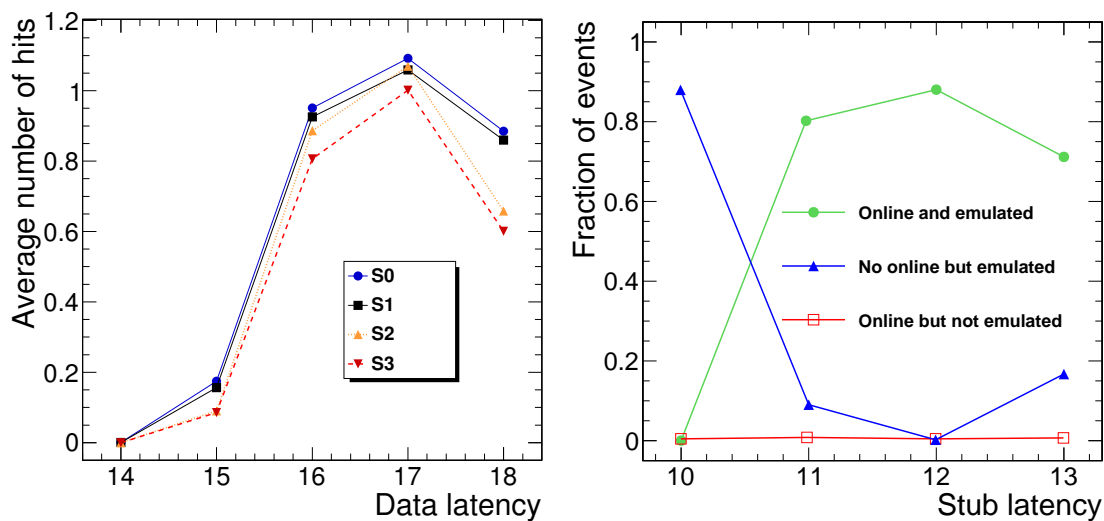 Average number of hits
1.2
1
0.8
0.6
0.4
0.2
0
14 15 16 17 18
Data latency
S0
S1
S2
S3
Fraction of events
1
0.8
0.6
0.4
0.2
0
10 11 12 13
Stub latency
Online and emulated
No online but emulated
Online but not emulated